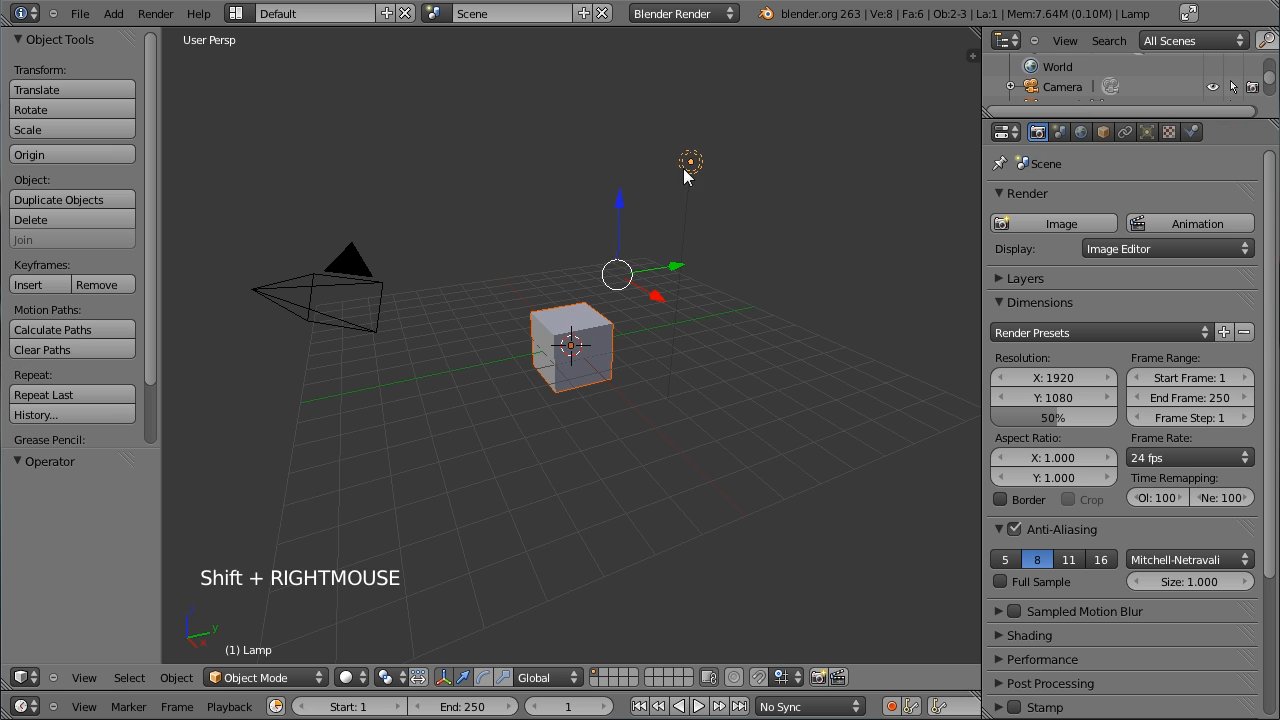 File Add Render Help Default Scene Blender Render blender.org 263 | Ve:8 | Fa:6 | Ob:2-3 | La:1 | Mem:7.64M (0.10M) | Lamp
Object Tools
Transform:
Translate
Rotate
Scale
Origin
Object:
Duplicate Objects
Delete
Join
Keyframes:
Insert Remove
Motion Paths:
Calculate Paths
Clear Paths
Repeat:
Repeat Last
History...
Grease Pencil:
Operator
User Persp
Shift + RIGHTMOUSE
z
y
x
(1) Lamp
View Select Object Object Mode Global
View Marker Frame Playback Start: 1 End: 250 1 No Sync
View Search All Scenes
World
Camera
Scene
Render
Image Animation
Display: Image Editor
Layers
Dimensions
Render Presets
Resolution: Frame Range:
X: 1920 Start Frame: 1
Y: 1080 End Frame: 250
50% Frame Step: 1
Aspect Ratio: Frame Rate:
X: 1.000 24 fps
Y: 1.000 Time Remapping:
Border Crop Ol: 100 Ne: 100
Anti-Aliasing
5 8 11 16 Mitchell-Netravali
Full Sample Size: 1.000
Sampled Motion Blur
Shading
Performance
Post Processing
Stamp